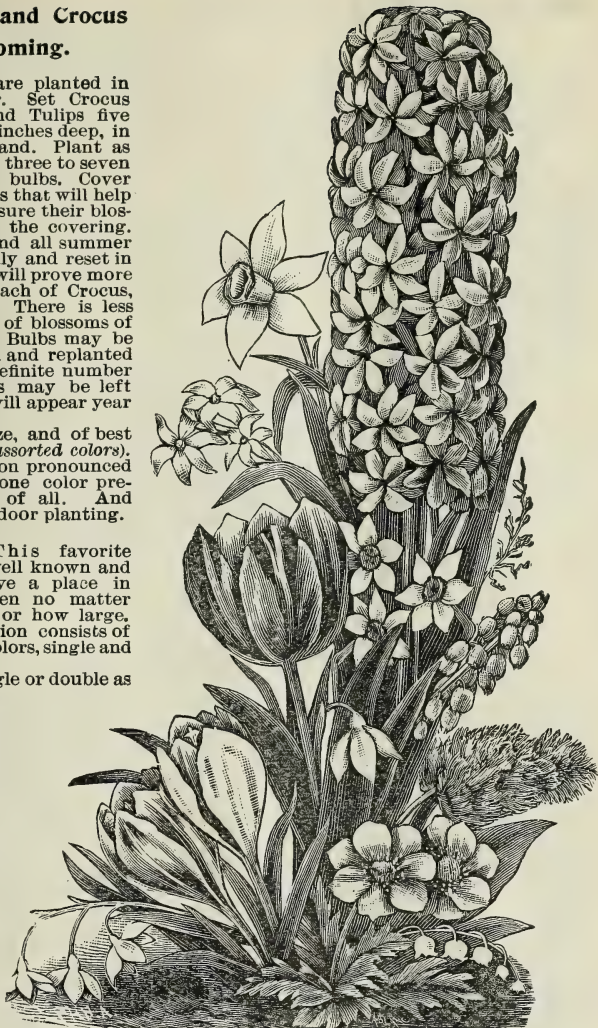 and Crocus
oming.
are planted in
. Set Crocus
nd Tulips five
inches deep, in
and. Plant as
three to seven
bulbs. Cover
s that will help
sure their blos-
the covering.
nd all summer
ly and reset in
will prove more
ach of Crocus,
There is less
of blossoms of
Bulbs may be
and replanted
efinite number
s may be left
ill appear year
ze, and of best
assorted colors).
on pronounced
one color pre-
of all. And
door planting.
This favorite
ell known and
ve a place in
en no matter
or how large.
ion consists of
lors, single and
gle or double as